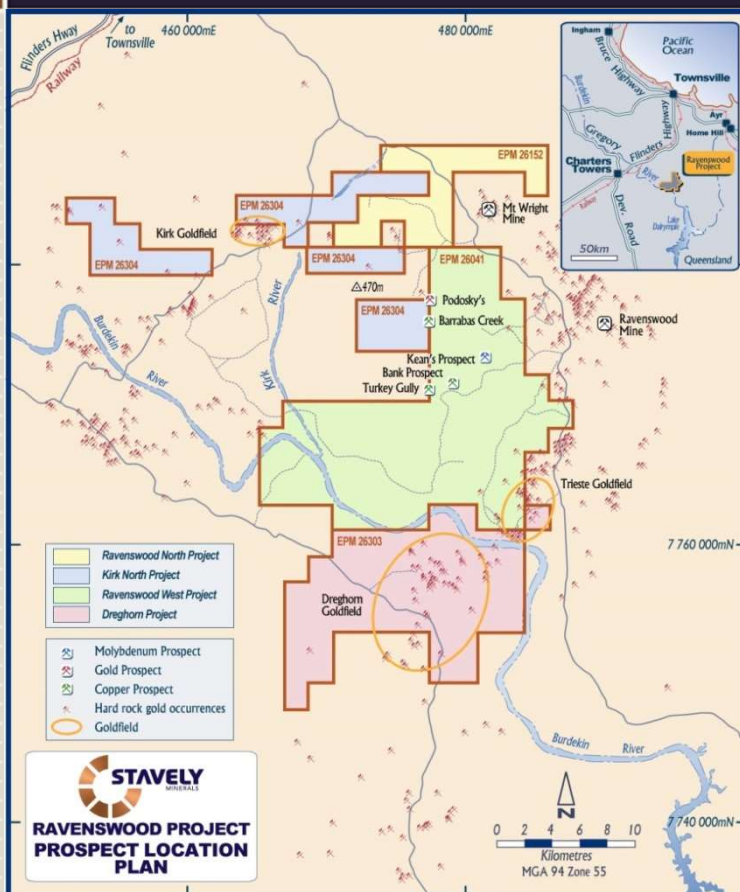 460 000mE
480 000mE
to
Townsville
Flinders Hway
Railway
Ingham
Bruce Highway
Pacific
Ocean
Townsville
Burdekin
Flinders
Highway
Ayr
Home Hill
Gregory
Charters
Towers
River
Ravenswood
Project
Railway
Dev. Road
Lake
Dalrymple
50km
Queensland
EPM 26152
EPM 26304
Mt Wright
Mine
Kirk Goldfield
EPM 26304
EPM 26304
EPM 26041
470m
River
EPM 26304
Podosky's
Barrabas Creek
Ravenswood
Mine
Burdekin
River
Kirk
Kean's Prospect
Bank Prospect
Turkey Gully
Trieste Goldfield
EPM 26303
7 760 000mN
Ravenswood North Project
Kirk North Project
Ravenswood West Project
Dreghorn Project
Dreghorn
Goldfield
Molybdenum Prospect
Gold Prospect
Copper Prospect
Hard rock gold occurrences
Goldfield
Burdekin
River
STAVELY
MINERALS
RAVENSWOOD PROJECT
PROSPECT LOCATION
PLAN
N
7 740 000mN
0 2 4 6 8 10
Kilometres
MGA 94 Zone 55